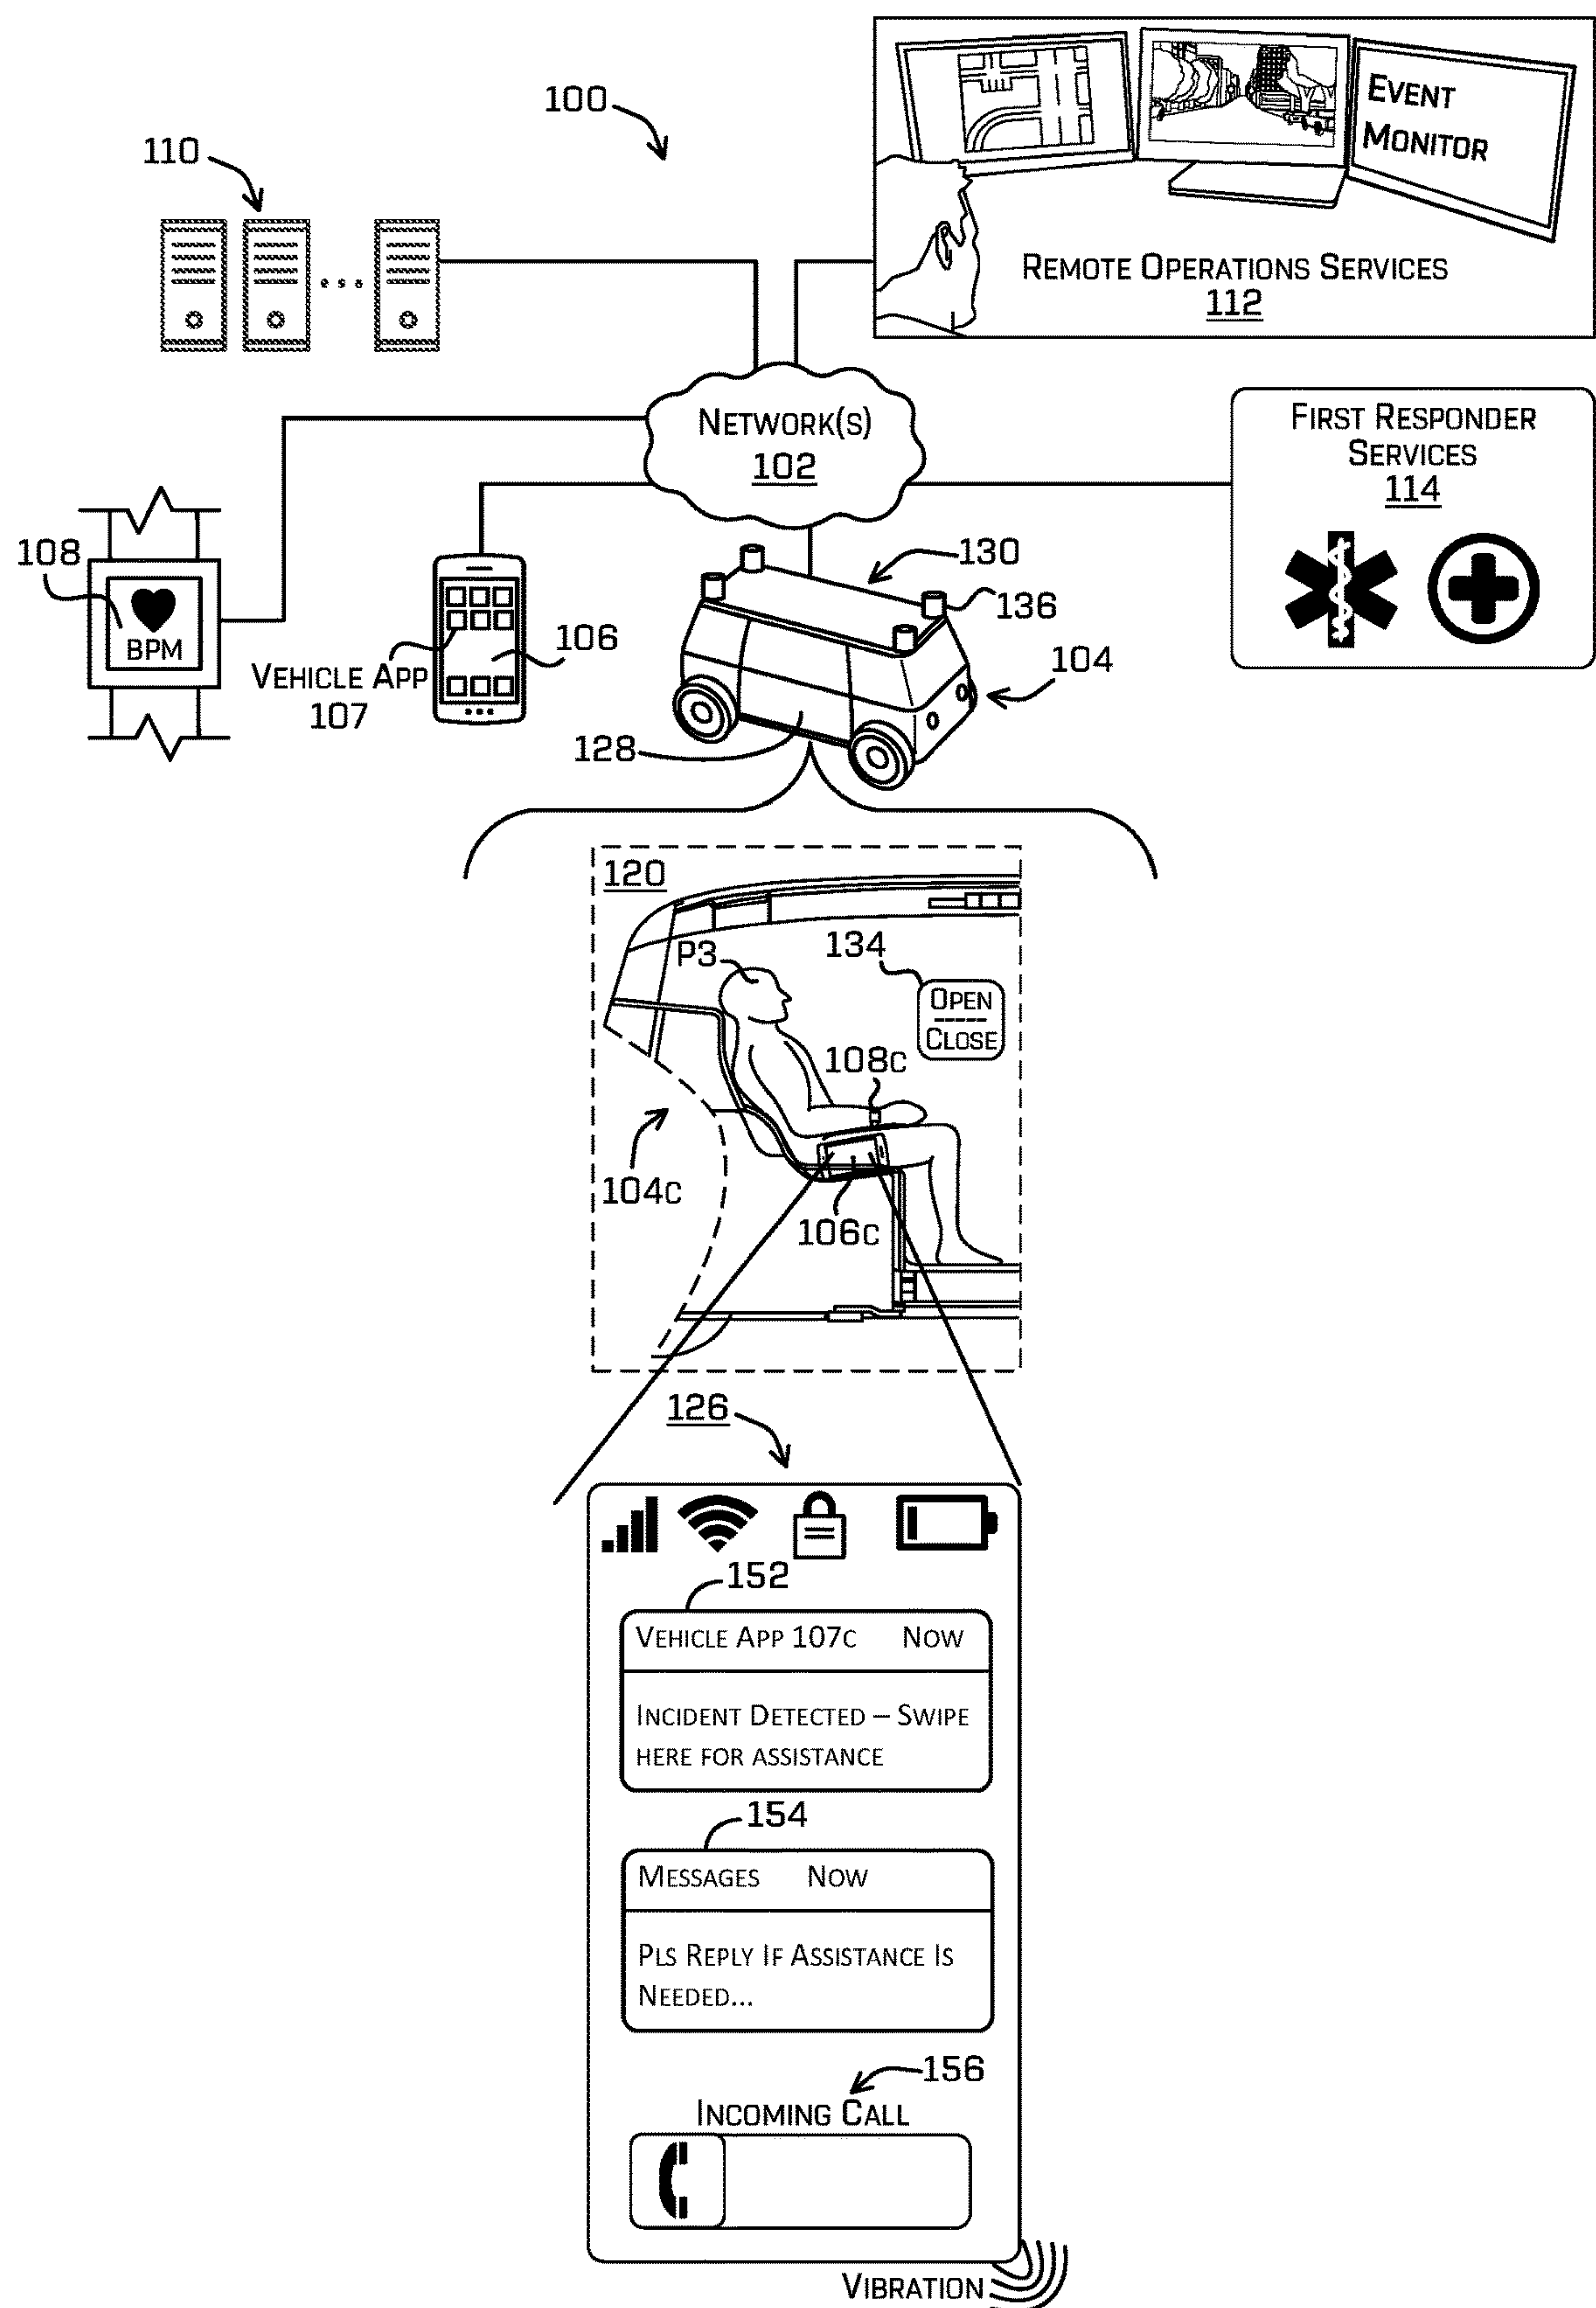 100
110
EVENT
MONITOR
REMOTE OPERATIONS SERVICES
112
NETWORK(S)
102
FIRST RESPONDER
SERVICES
114
108
BPM
VEHICLE APP
107
106
130
136
104
128
120
P3
134
OPEN
CLOSE
108C
104C
106C
126
152
VEHICLE APP 107C NOW
INCIDENT DETECTED – SWIPE
HERE FOR ASSISTANCE
154
MESSAGES NOW
PLS REPLY IF ASSISTANCE IS
NEEDED...
156
INCOMING CALL
VIBRATION